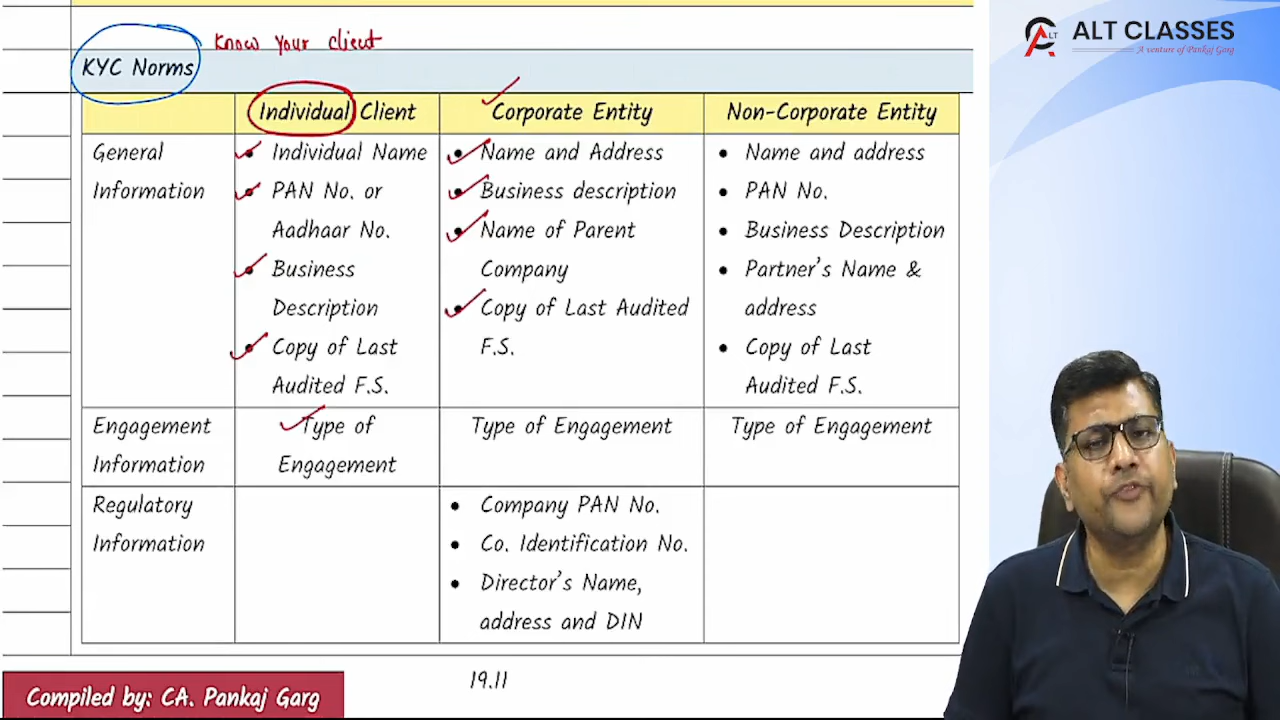 Know Your client
KYC Norms
ALT
ALT CLASSES
A venture of Pankaj Garg
Individual Client
Corporate Entity
Non-Corporate Entity
General
Information
• Individual Name
• PAN No. or
Aadhaar No.
• Business
Description
• Copy of Last
Audited F.S.
• Name and Address
• Business description
• Name of Parent
Company
• Copy of Last Audited
F.S.
• Name and address
• PAN No.
• Business Description
• Partner's Name &
address
• Copy of Last
Audited F.S.
Engagement
Information
Type of
Engagement
Type of Engagement
Type of Engagement
Regulatory
Information
• Company PAN No.
• Co. Identification No.
• Director's Name,
address and DIN
19.11
Compiled by: CA. Pankaj Garg